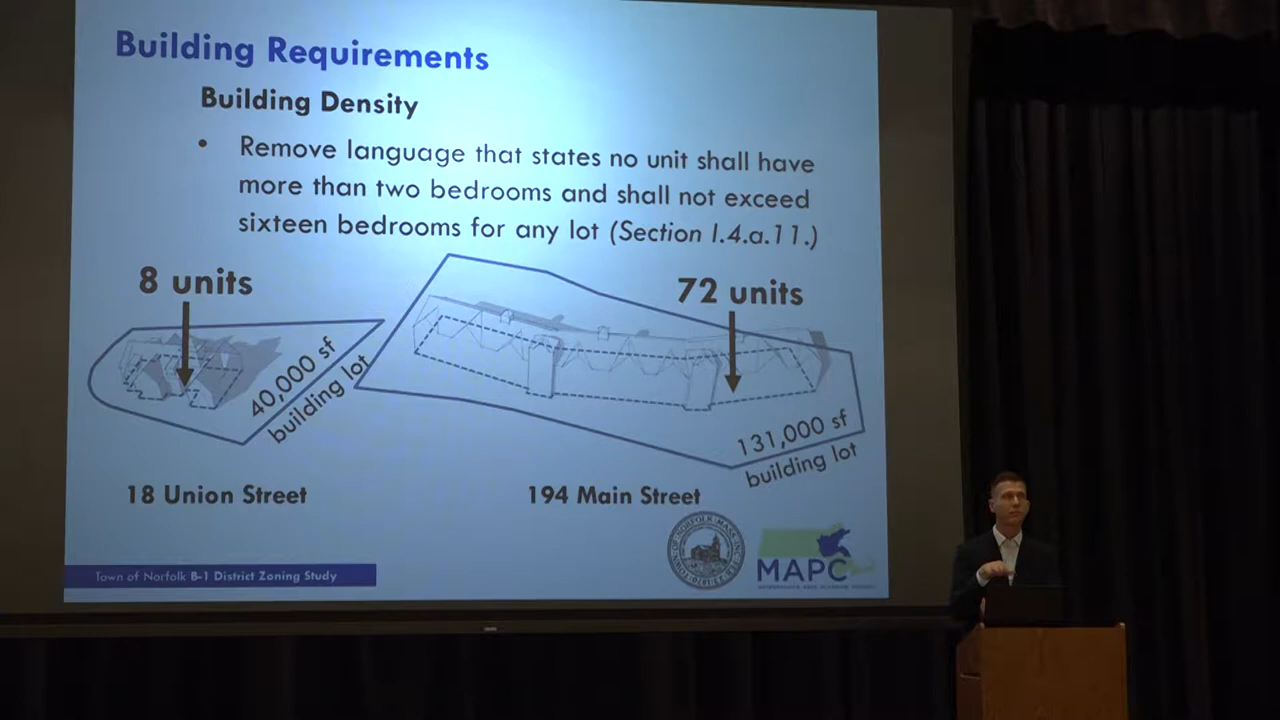 Building Requirements
Building Density
• Remove language that states no unit shall have
more than two bedrooms and shall not exceed
sixteen bedrooms for any lot (Section I.4.a.11.)
8 units
72 units
40,000 sf
building lot
131,000 sf
building lot
18 Union Street
194 Main Street
Town of Norfolk B-1 District Zoning Study
MAPC